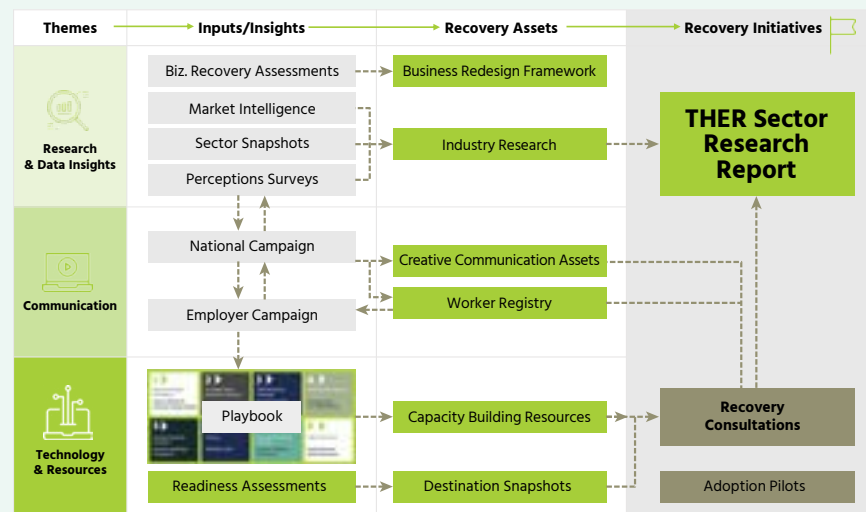 Themes
Inputs/Insights
Recovery Assets
Recovery Initiatives
Research
& Data Insights
Biz. Recovery Assessments
Business Redesign Framework
Market Intelligence
Sector Snapshots
Industry Research
Perceptions Surveys
THER Sector
Research
Report
Communication
National Campaign
Creative Communication Assets
Worker Registry
Employer Campaign
Technology
& Resources
Playbook
Capacity Building Resources
Recovery
Consultations
Readiness Assessments
Destination Snapshots
Adoption Pilots